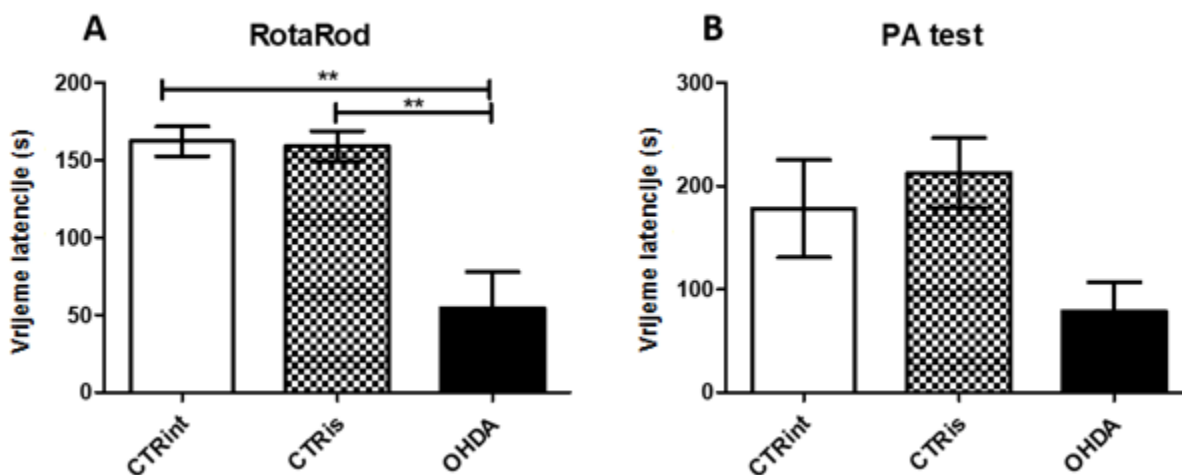 A
RotaRod
Vrijeme latencije (s)
200
150
100
50
0
**
**
CTRint
CTRis
OHDA
B
PA test
Vrijeme latencije (s)
300
200
100
0
CTRint
CTRis
OHDA